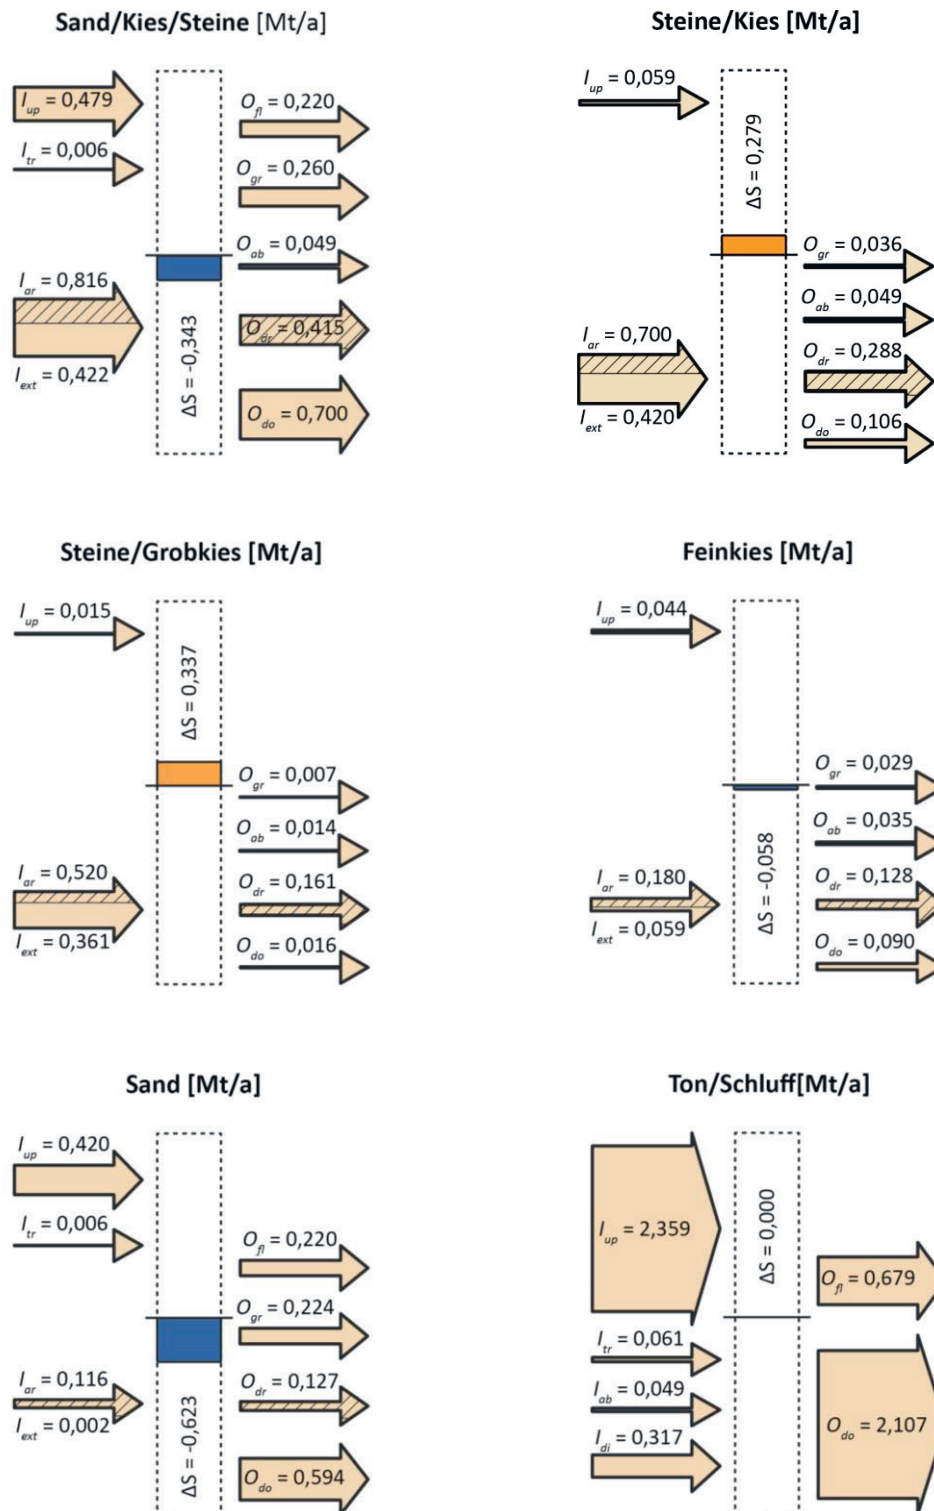 Sand/Kies/Steine [Mt/a]
I_up = 0,479
I_tr = 0,006
I_ar = 0,816
I_ext = 0,422
ΔS = -0,343
O_fl = 0,220
O_gr = 0,260
O_ab = 0,049
O_dr = 0,415
O_do = 0,700
Steine/Kies [Mt/a]
I_up = 0,059
I_ar = 0,700
I_ext = 0,420
ΔS = 0,279
O_gr = 0,036
O_ab = 0,049
O_dr = 0,288
O_do = 0,106
Steine/Grobkies [Mt/a]
I_up = 0,015
I_ar = 0,520
I_ext = 0,361
ΔS = 0,337
O_gr = 0,007
O_ab = 0,014
O_dr = 0,161
O_do = 0,016
Feinkies [Mt/a]
I_up = 0,044
I_ar = 0,180
I_ext = 0,059
ΔS = -0,058
O_gr = 0,029
O_ab = 0,035
O_dr = 0,128
O_do = 0,090
Sand [Mt/a]
I_up = 0,420
I_tr = 0,006
I_ar = 0,116
I_ext = 0,002
ΔS = -0,623
O_fl = 0,220
O_gr = 0,224
O_dr = 0,127
O_do = 0,594
Ton/Schluff[Mt/a]
I_up = 2,359
I_tr = 0,061
I_ab = 0,049
I_di = 0,317
ΔS = 0,000
O_fl = 0,679
O_do = 2,107